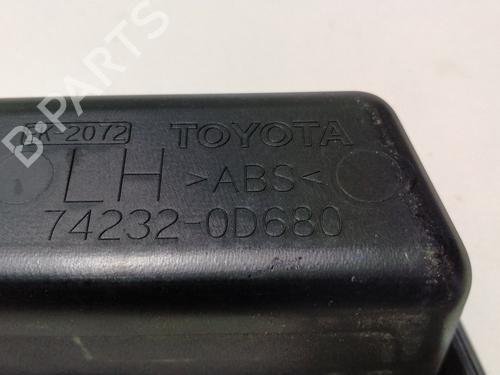 B-PARTS
K-2072
TOYOTA
LH >ABS<
74232-0D680